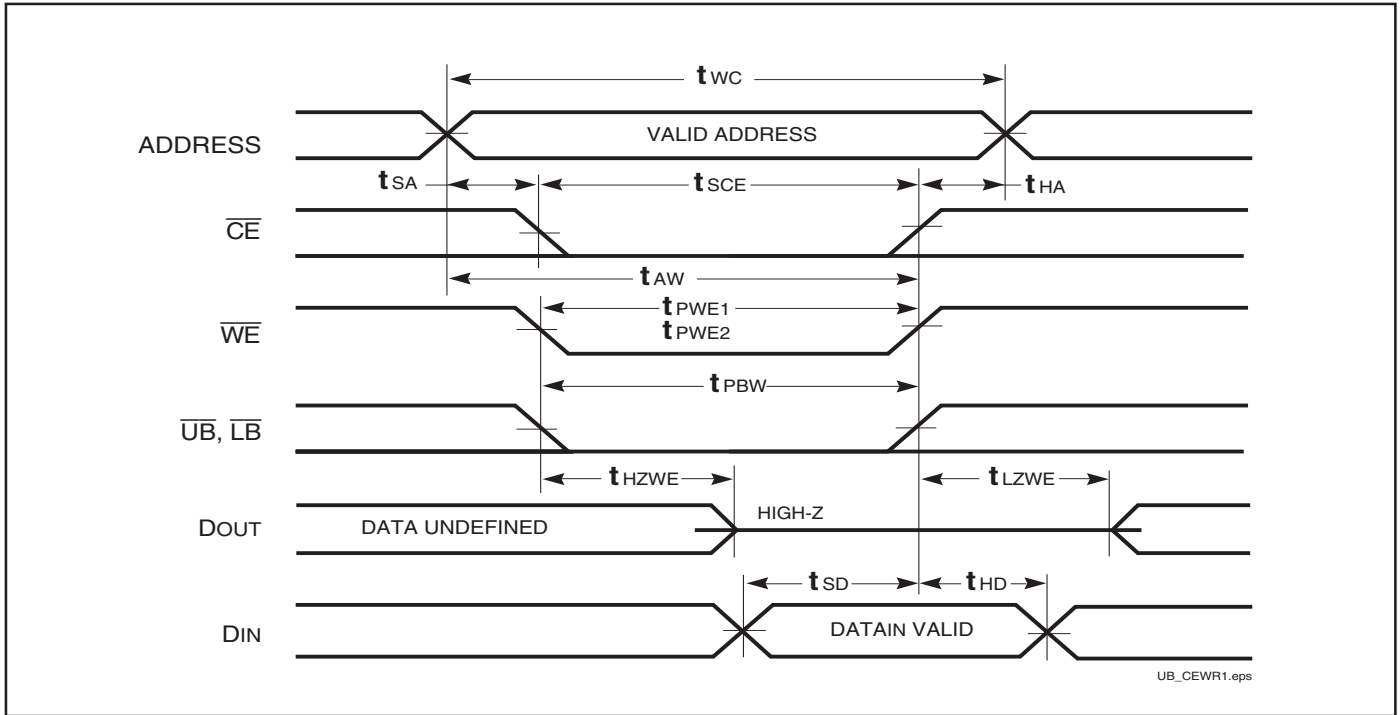 tWC
ADDRESS
VALID ADDRESS
tSA
tSCE
tHA
CE
tAW
tPWE1
WE
tPWE2
tPBW
UB, LB
tHZWE
tLZWE
DOUT
DATA UNDEFINED
HIGH-Z
tSD
tHD
DIN
DATAIN VALID
UB_CEWR1.eps